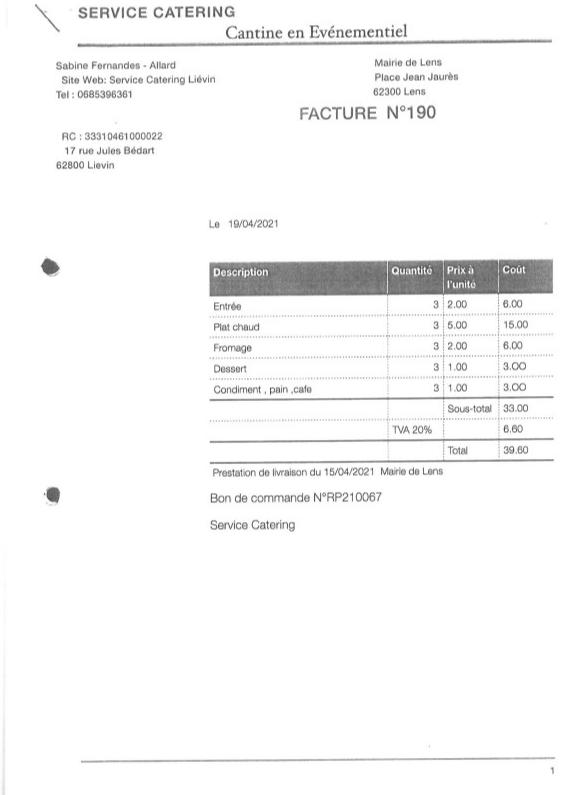 SERVICE CATERING
Cantine en Evénementiel
Sabine Fernandes - Allard
Site Web: Service Catering Liévin
Tel : 0685396361
Mairie de Lens
Place Jean Jaurès
62300 Lens
FACTURE N°190
RC : 33310461000022
17 rue Jules Bédart
62800 Lievin
Le 19/04/2021
Description Quantité Prix à l'unité Coût
Entrée 3 2.00 6.00
Plat chaud 3 5.00 15.00
Fromage 3 2.00 6.00
Dessert 3 1.00 3.00
Condiment , pain ,cafe 3 1.00 3.00
Sous-total 33.00
TVA 20% 6.60
Total 39.60
Prestation de livraison du 15/04/2021 Mairie de Lens
Bon de commande N°RP210067
Service Catering
1